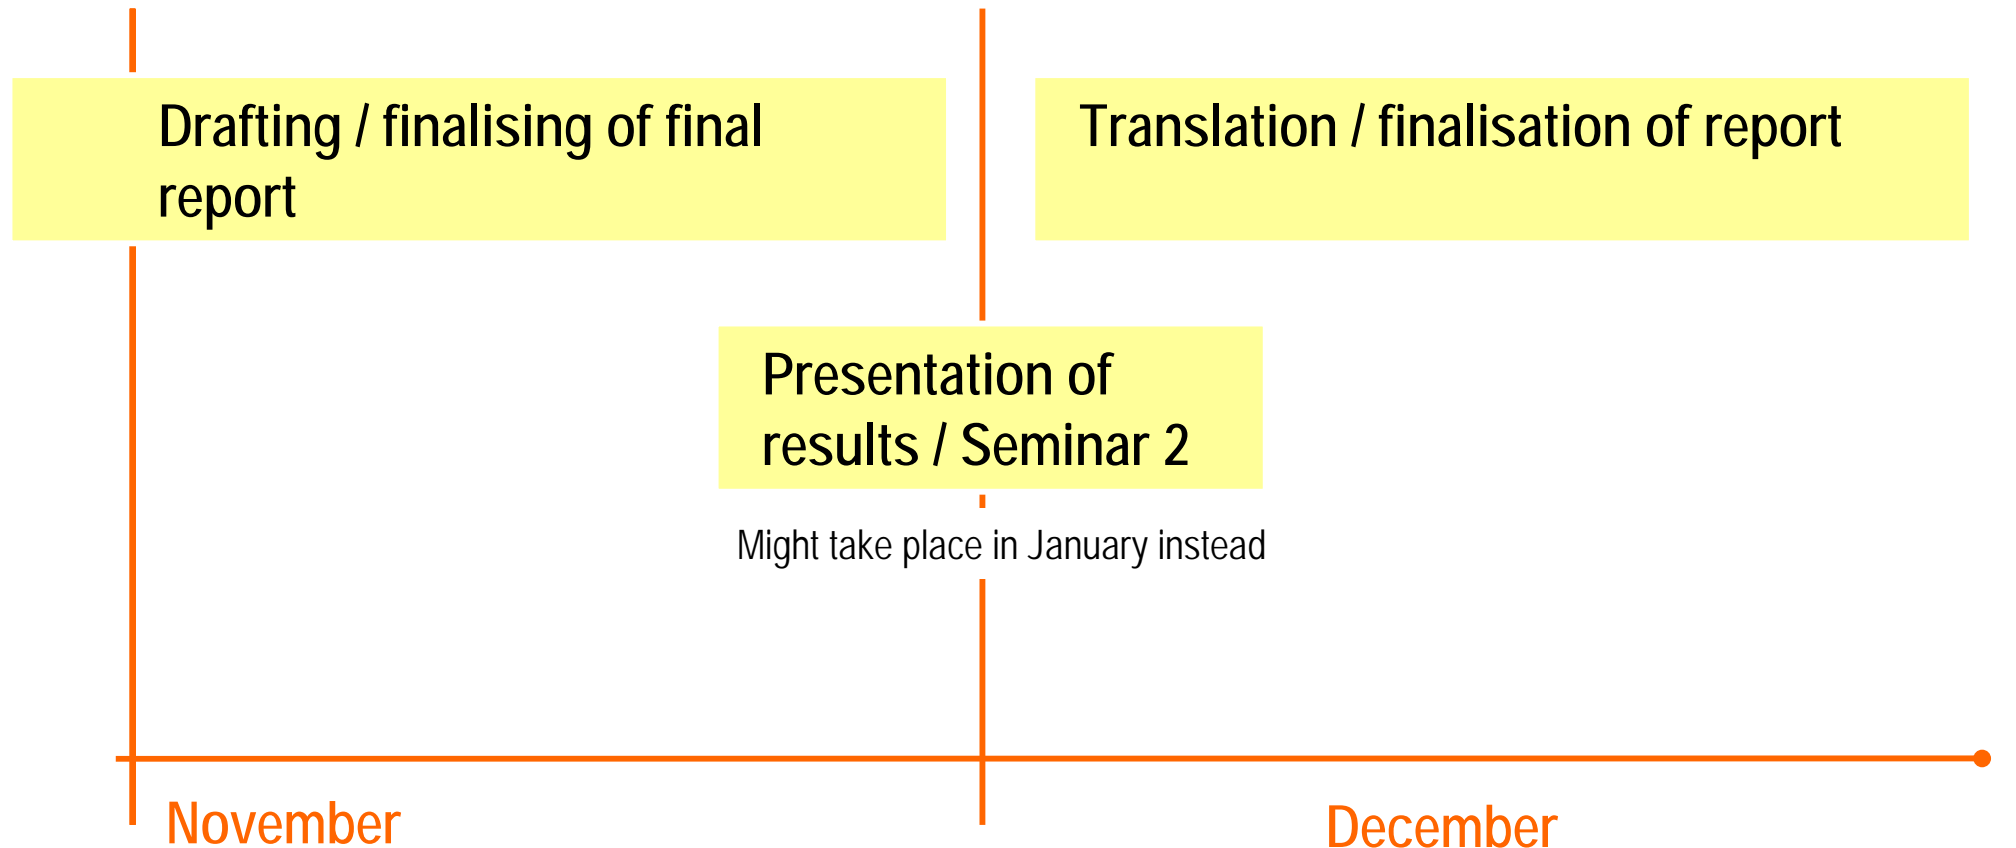 Drafting / finalising of final
report
Translation / finalisation of report
Presentation of
results / Seminar 2
Might take place in January instead
November
December